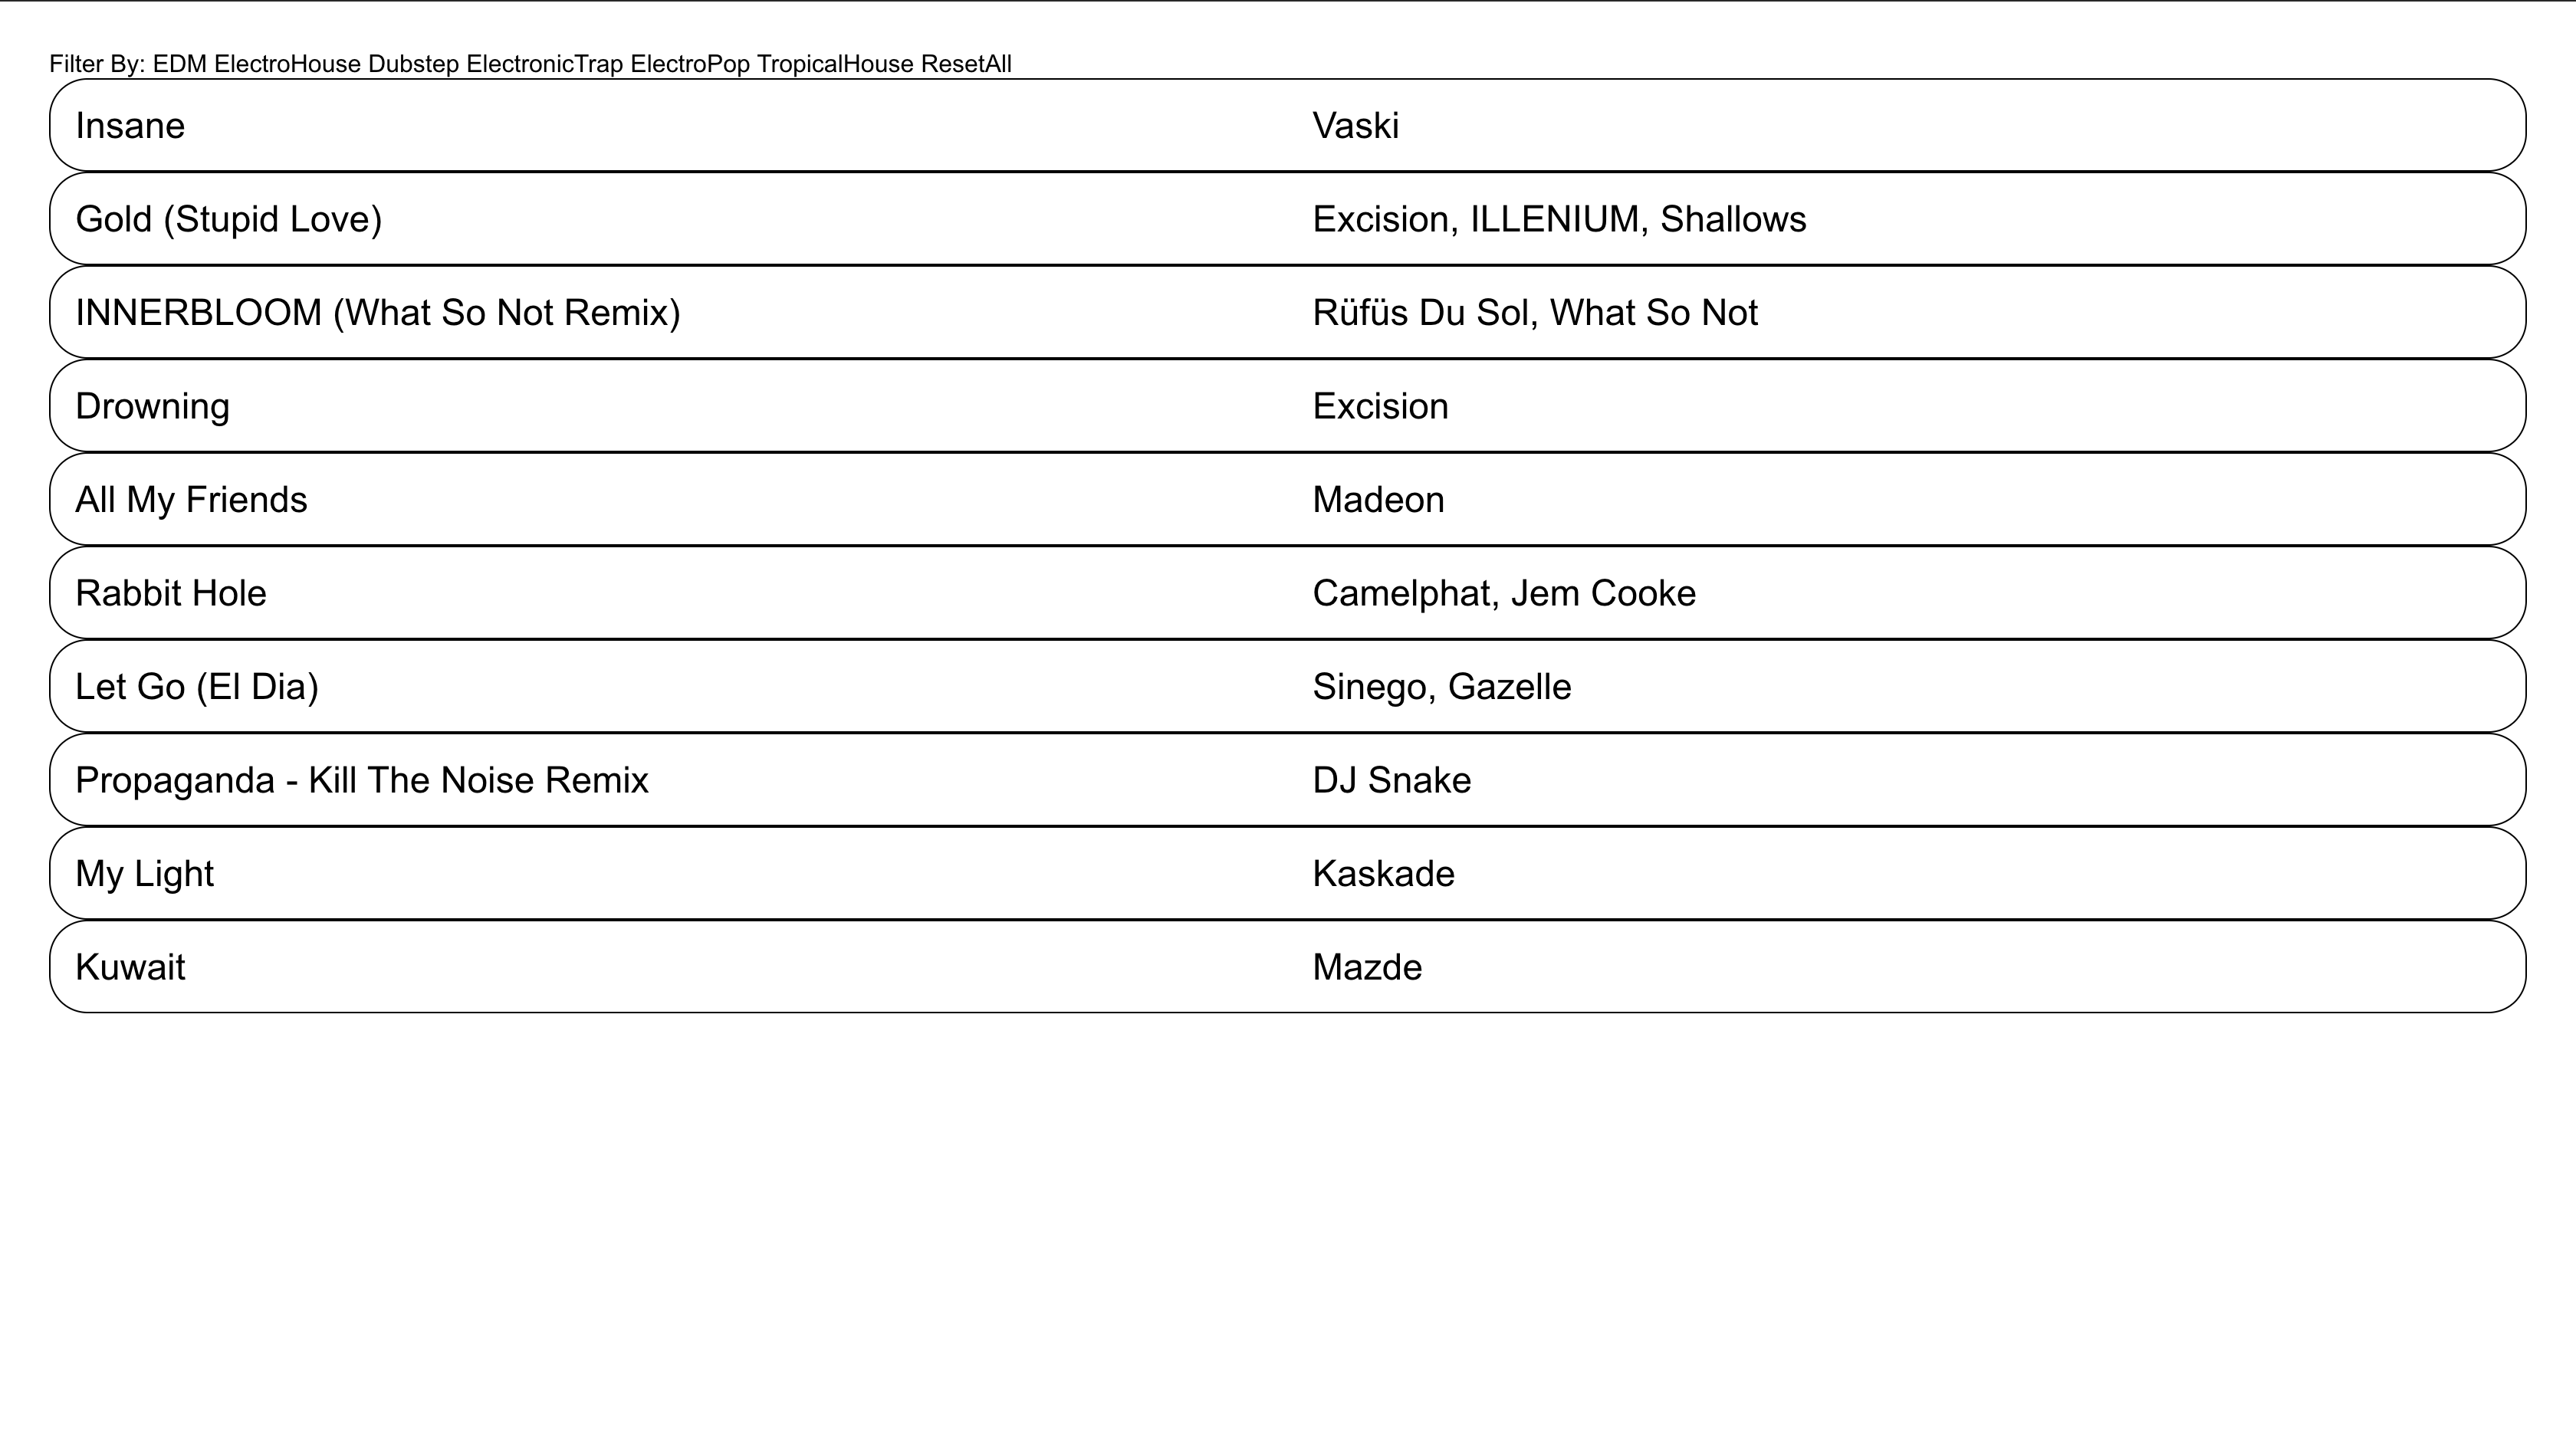 Filter By: EDM ElectroHouse Dubstep ElectronicTrap ElectroPop TropicalHouse ResetAll
Insane Vaski
Gold (Stupid Love) Excision, ILLENIUM, Shallows
INNERBLOOM (What So Not Remix) Rüfüs Du Sol, What So Not
Drowning Excision
All My Friends Madeon
Rabbit Hole Camelphat, Jem Cooke
Let Go (El Dia) Sinego, Gazelle
Propaganda - Kill The Noise Remix DJ Snake
My Light Kaskade
Kuwait Mazde